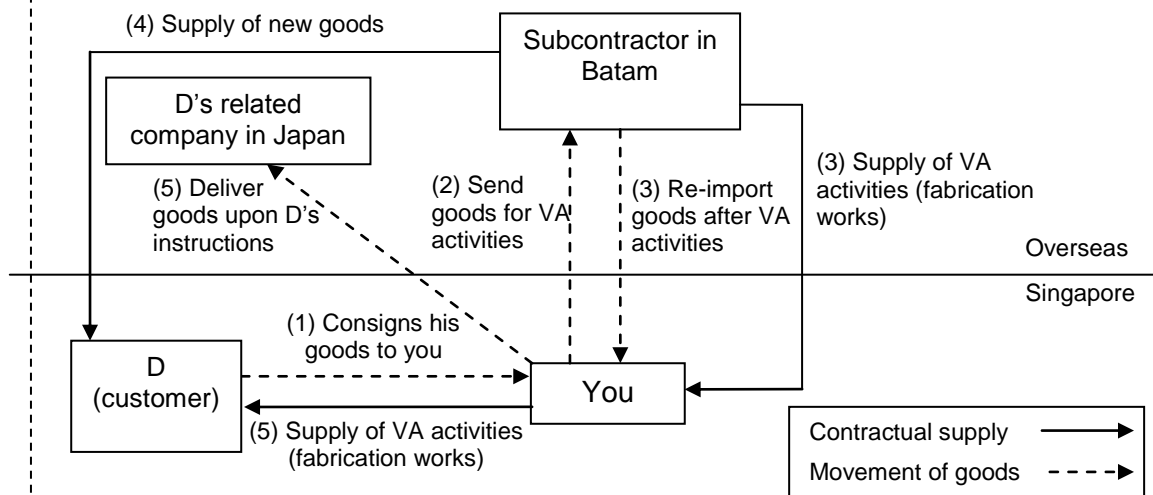 (4) Supply of new goods
Subcontractor in
Batam
D's related
company in Japan
(5) Deliver
goods upon D's
instructions
(2) Send
goods for VA
activities
(3) Re-import
goods after VA
activities
(3) Supply of VA
activities (fabrication
works)
Overseas
Singapore
(1) Consigns his
goods to you
D
(customer)
You
(5) Supply of VA activities
(fabrication works)
Contractual supply
Movement of goods